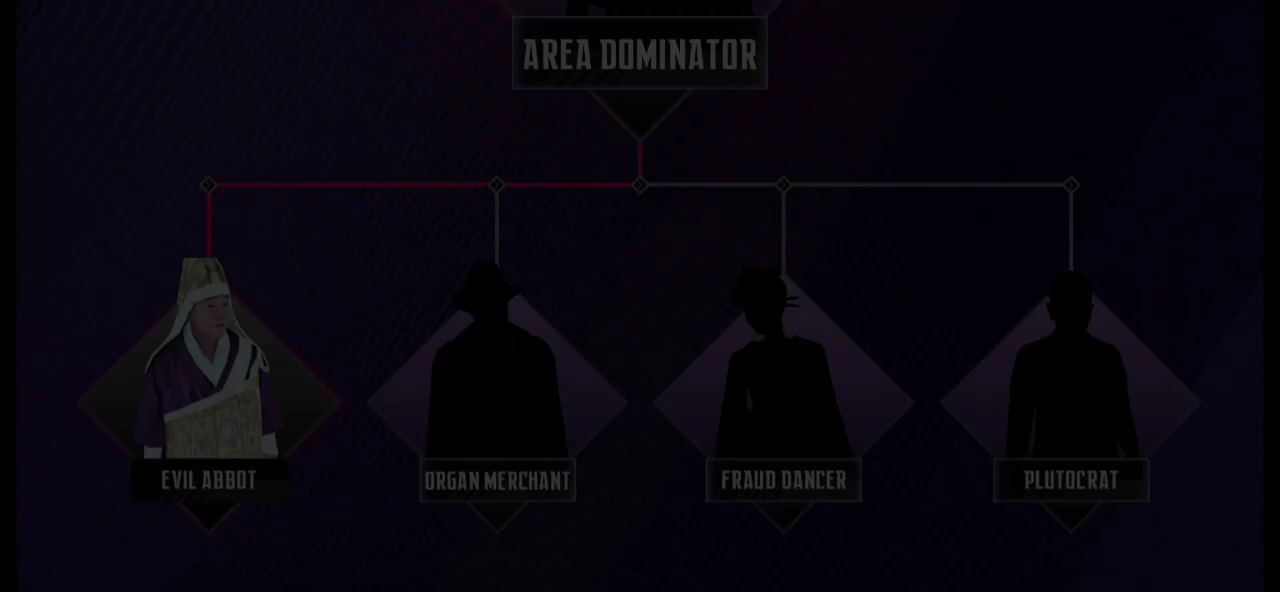 AREA DOMINATOR
EVIL ABBOT
ORGAN MERCHANT
FRAUD DANCER
PLUTOCRAT